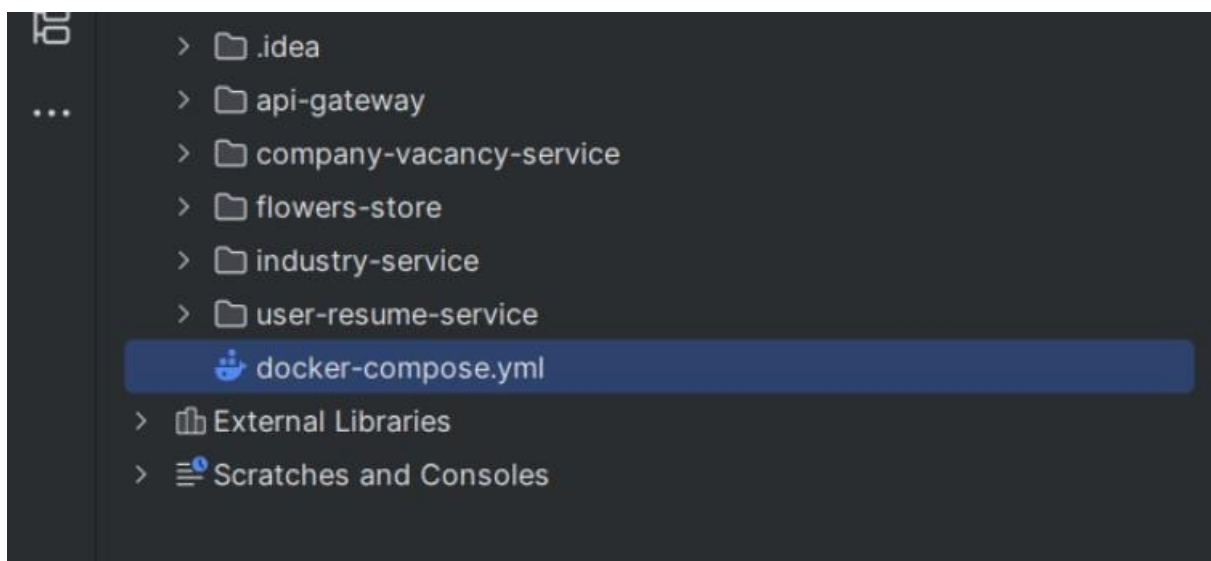 .idea
api-gateway
company-vacancy-service
flowers-store
industry-service
user-resume-service
docker-compose.yml
External Libraries
Scratches and Consoles